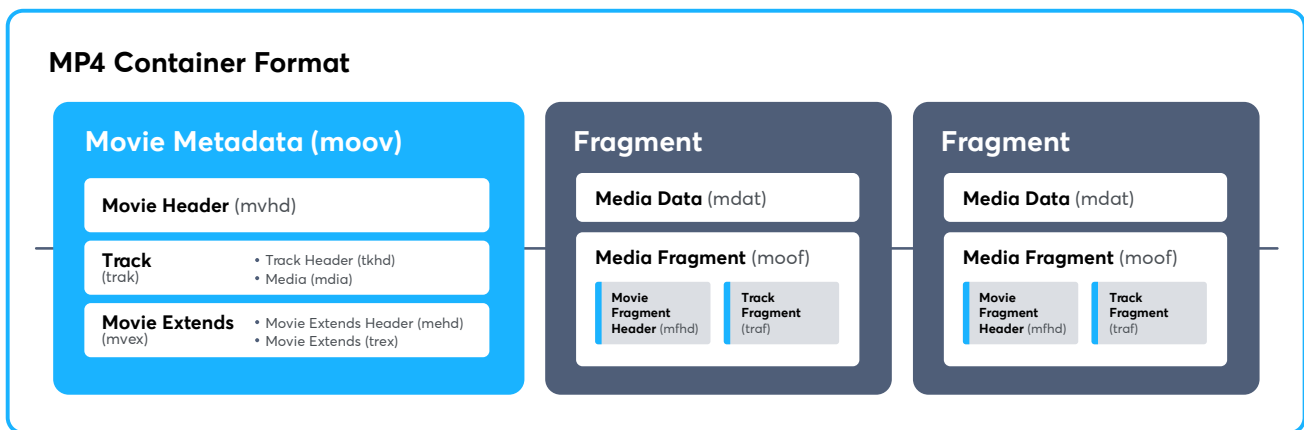 MP4 Container Format
Movie Metadata (moov)
Movie Header (mvhd)
Track
(trak)
• Track Header (tkhd)
• Media (mdia)
Movie Extends
(mvex)
• Movie Extends Header (mehd)
• Movie Extends (trex)
Fragment
Media Data (mdat)
Media Fragment (moof)
Movie
Fragment
Header (mfhd)
Track
Fragment
(traf)
Fragment
Media Data (mdat)
Media Fragment (moof)
Movie
Fragment
Header (mfhd)
Track
Fragment
(traf)